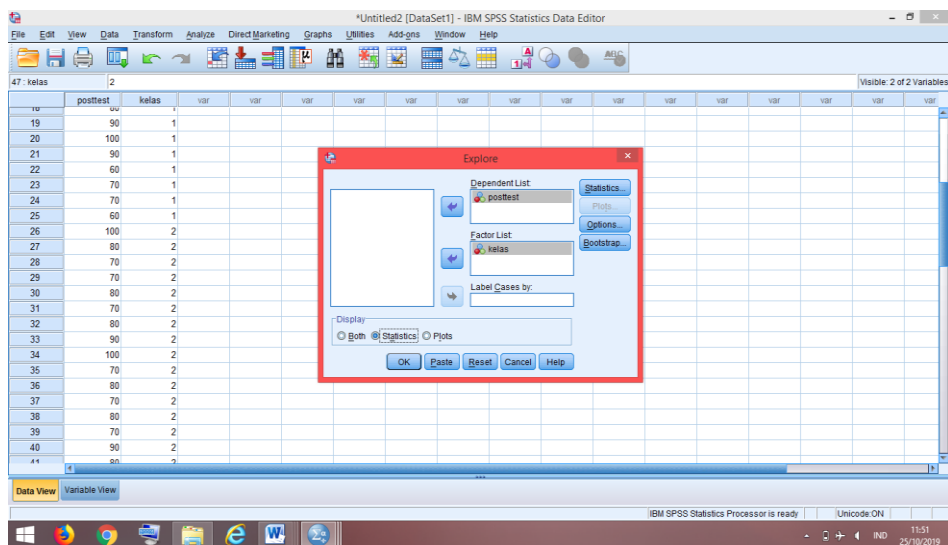 *Untitled2 [DataSet1] - IBM SPSS Statistics Data Editor
File Edit View Data Transform Analyze Direct Marketing Graphs Utilities Add-ons Window Help
47 : kelas 2 Visible: 2 of 2 Variables
posttest kelas var var var var var var var var var var var var var var
19 90 1
20 100 1
21 90 1
22 60 1
23 70 1
24 70 1
25 60 1
26 100 2
27 80 2
28 70 2
29 70 2
30 80 2
31 70 2
32 80 2
33 90 2
34 100 2
35 70 2
36 80 2
37 70 2
38 80 2
39 70 2
40 90 2
41 80 2
Explore
Dependent List:
posttest
Factor List:
kelas
Label Cases by:
Statistics...
Plots...
Options...
Bootstrap...
Display
Both Statistics Plots
OK Paste Reset Cancel Help
Data View Variable View
IBM SPSS Statistics Processor is ready Unicode:ON
IND 11:51
25/10/2019